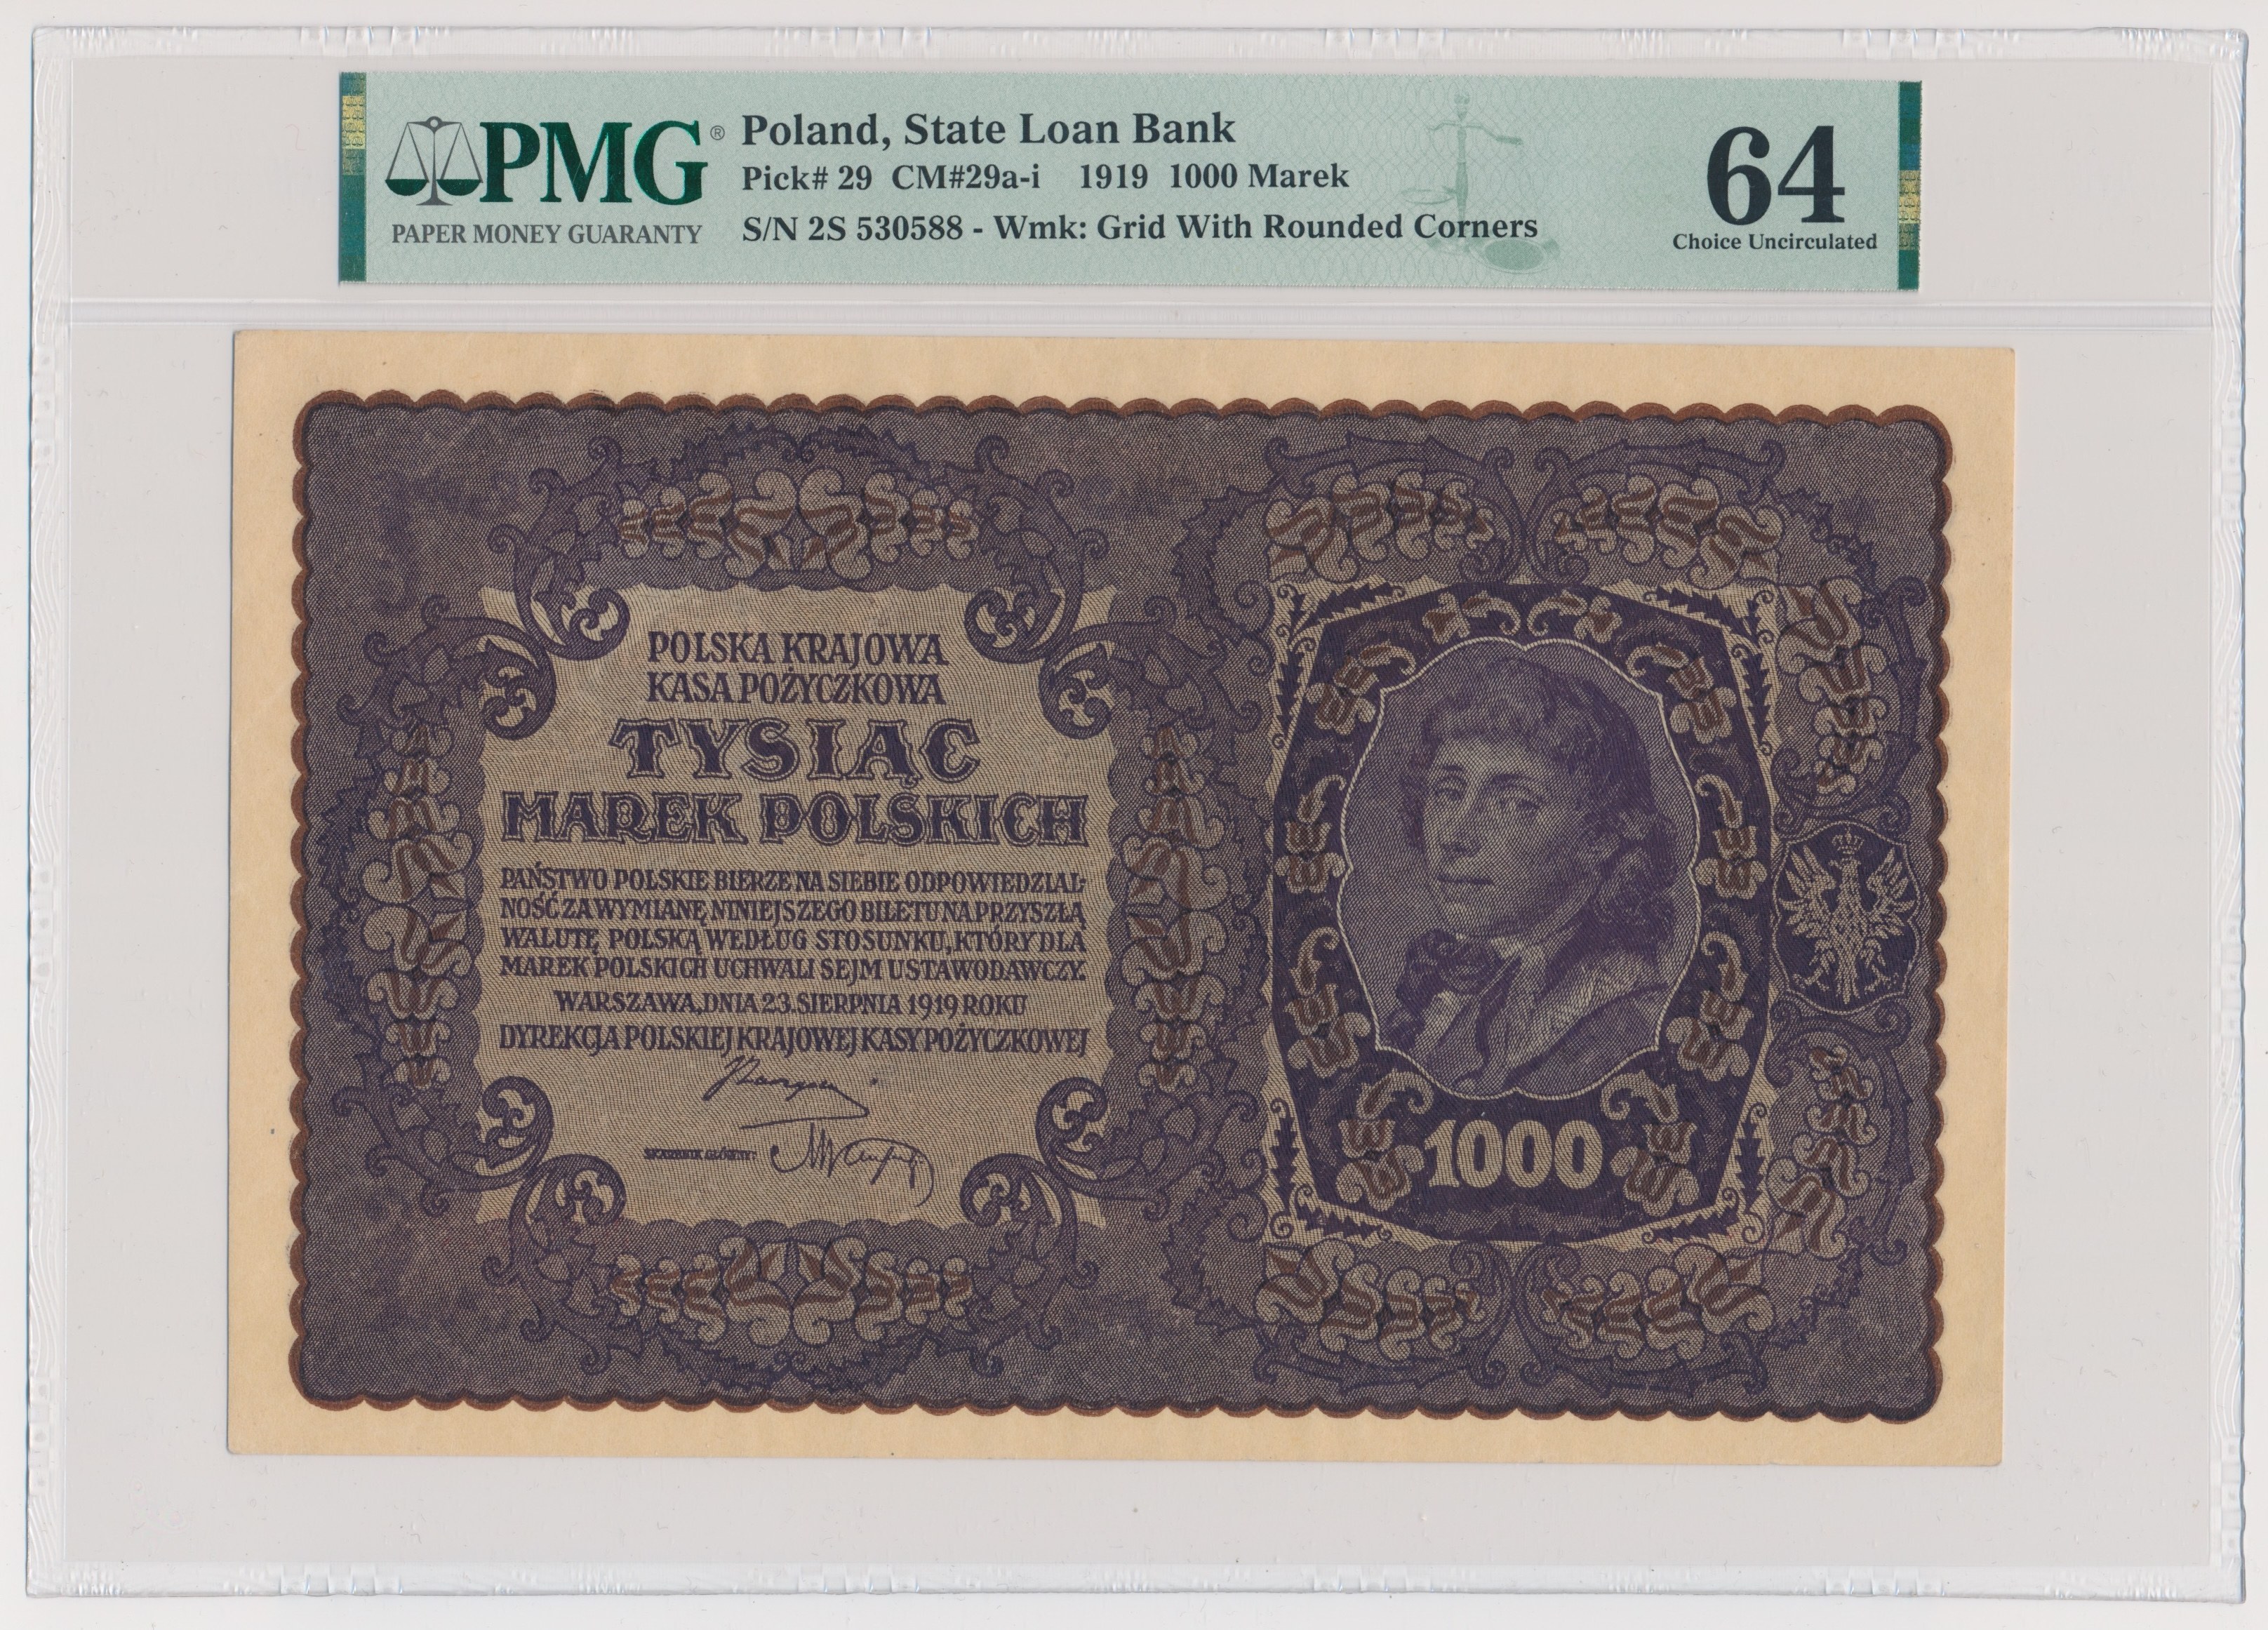 PMG®
PAPER MONEY GUARANTY
Poland, State Loan Bank
Pick# 29 CM#29a-i 1919 1000 Marek
S/N 2S 530588 - Wmk: Grid With Rounded Corners
64
Choice Uncirculated
POLSKA KRAJOWA
KASA POŻYCZKOWA
TYSIĄC
MAREK POLSKICH
PAŃSTWO POLSKIE BIERZE NA SIEBIE ODPOWIEDZIAL-
NOŚĆ ZA WYMIANĘ NINIEJSZEGO BILETU NA PRZYSZŁĄ
WALUTĘ POLSKĄ WEDŁUG STOSUNKU, KTÓRY DLA
MAREK POLSKICH UCHWALI SEJM USTAWODAWCZY.
WARSZAWA, DNIA 23. SIERPNIA 1919 ROKU
DYREKCJA POLSKIEJ KRAJOWEJ KASY POŻYCZKOWEJ
SKARBNIK GŁÓWNY:
1000